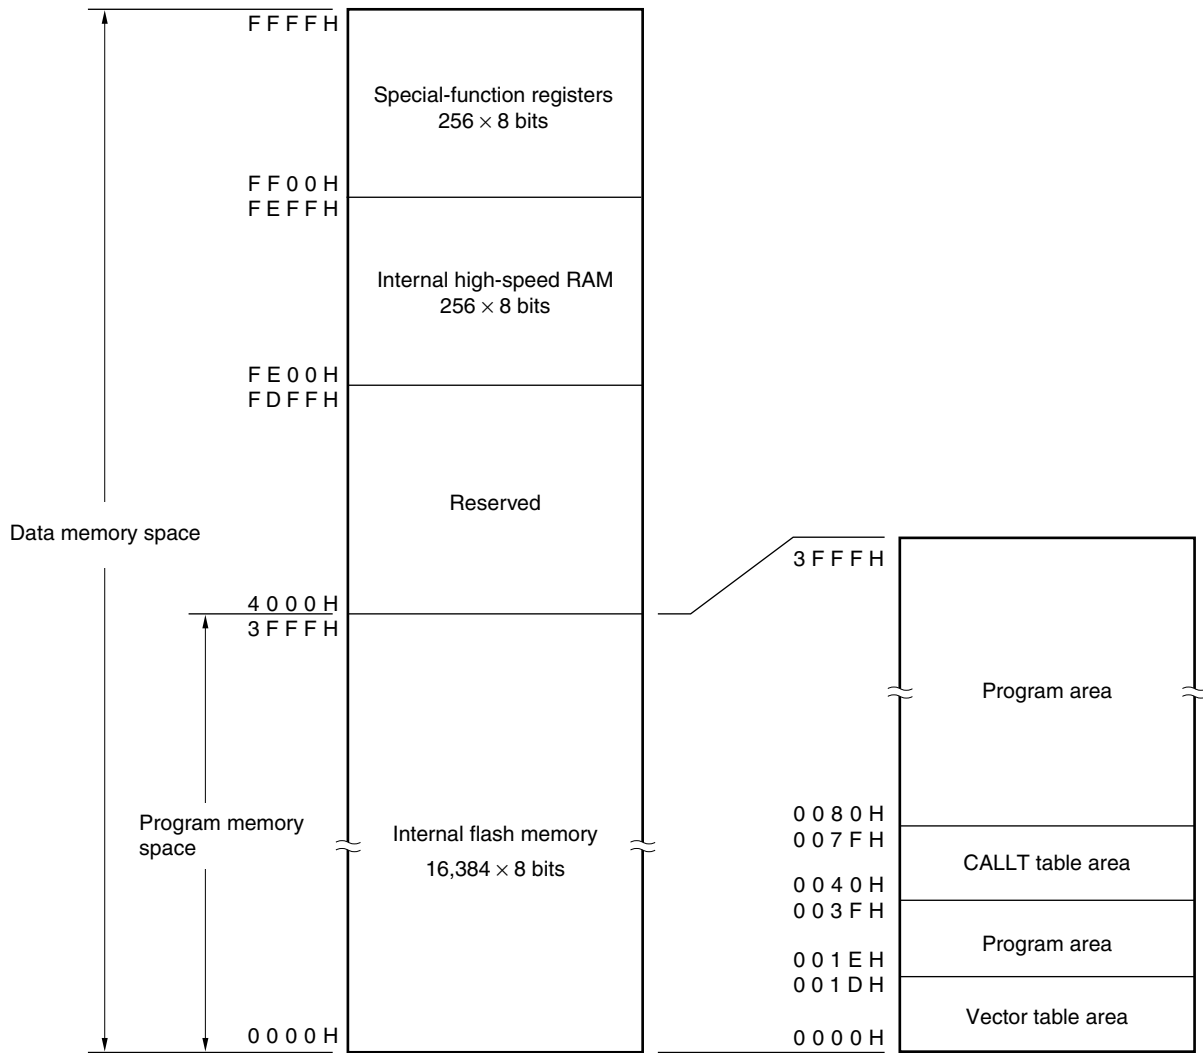 FFFFH
Special-function registers
256 × 8 bits
FF00H
FEFFH
Internal high-speed RAM
256 × 8 bits
FE00H
FDFFH
Reserved
Data memory space
4000H
3FFFH
Program memory
space
Internal flash memory
16,384 × 8 bits
0000H
3FFFH
Program area
0080H
007FH
CALLT table area
0040H
003FH
Program area
001EH
001DH
Vector table area
0000H